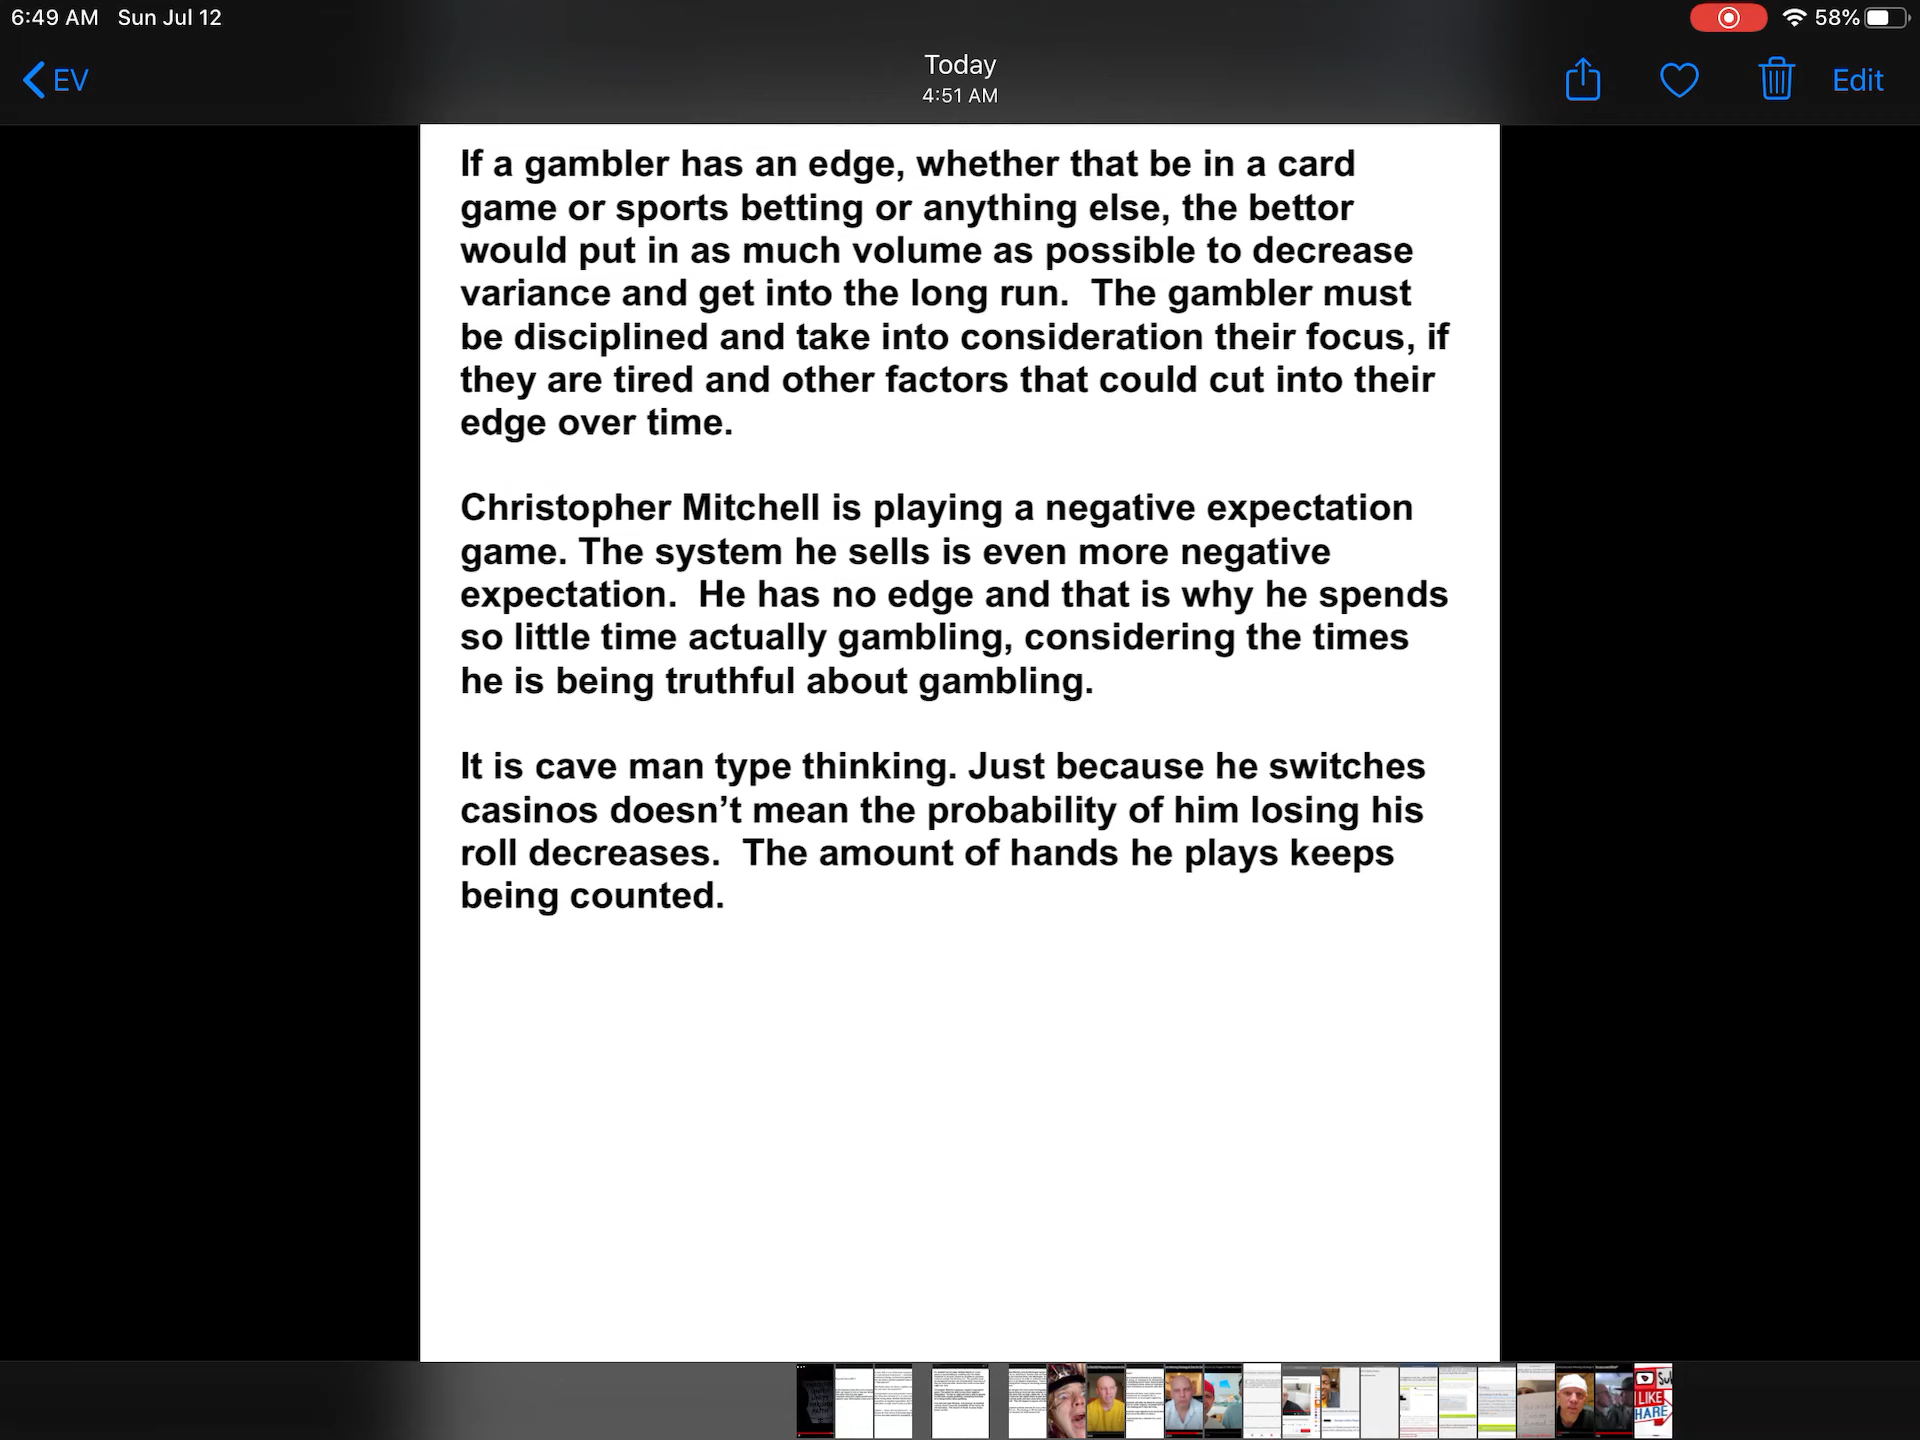 6:49 AM Sun Jul 12
58%
EV
Today
4:51 AM
Edit
If a gambler has an edge, whether that be in a card
game or sports betting or anything else, the bettor
would put in as much volume as possible to decrease
variance and get into the long run.  The gambler must
be disciplined and take into consideration their focus, if
they are tired and other factors that could cut into their
edge over time.
Christopher Mitchell is playing a negative expectation
game. The system he sells is even more negative
expectation.  He has no edge and that is why he spends
so little time actually gambling, considering the times
he is being truthful about gambling.
It is cave man type thinking. Just because he switches
casinos doesn’t mean the probability of him losing his
roll decreases.  The amount of hands he plays keeps
being counted.
LIKE